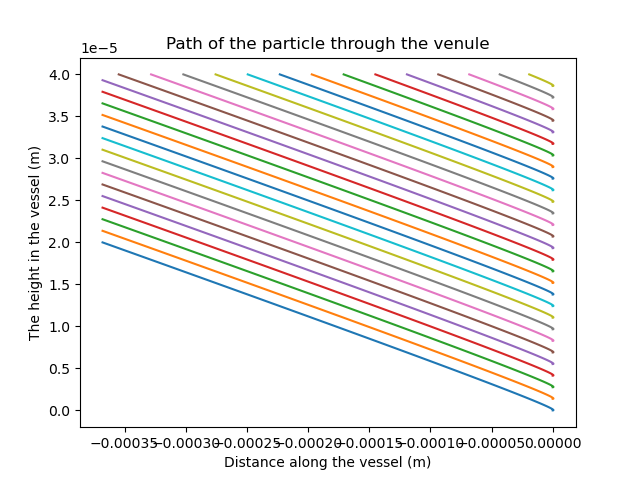 Path of the particle through the venule
1e−5
4.0
3.5
3.0
2.5
2.0
1.5
1.0
0.5
0.0
The height in the vessel (m)
−0.00035 −0.00030 −0.00025 −0.00020 −0.00015 −0.00010 −0.00005 0.00000
Distance along the vessel (m)